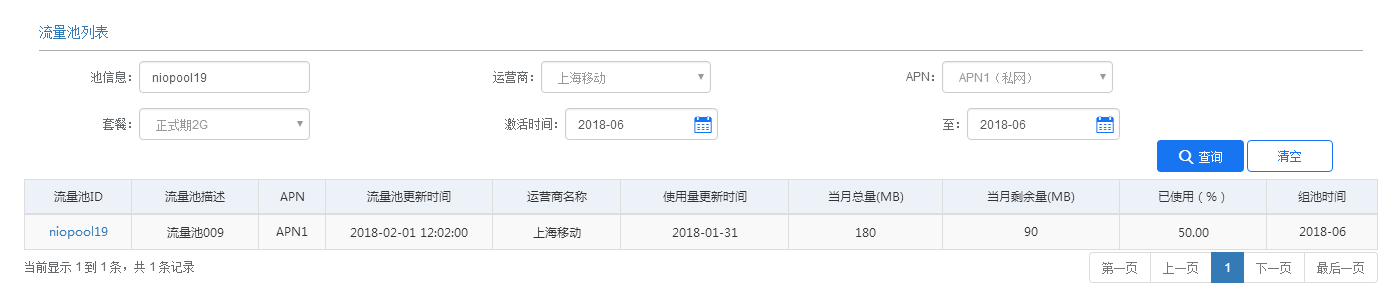 流量池列表
池信息: niopool19 运营商: 上海移动 APN: APN1（私网）
套餐: 正式期2G 激活时间: 2018-06 至: 2018-06
查询 清空
流量池ID 流量池描述 APN 流量池更新时间 运营商名称 使用量更新时间 当月总量(MB) 当月剩余量(MB) 已使用（%） 组池时间
niopool19 流量池009 APN1 2018-02-01 12:02:00 上海移动 2018-01-31 180 90 50.00 2018-06
当前显示 1 到 1 条，共 1 条记录 第一页 上一页 1 下一页 最后一页